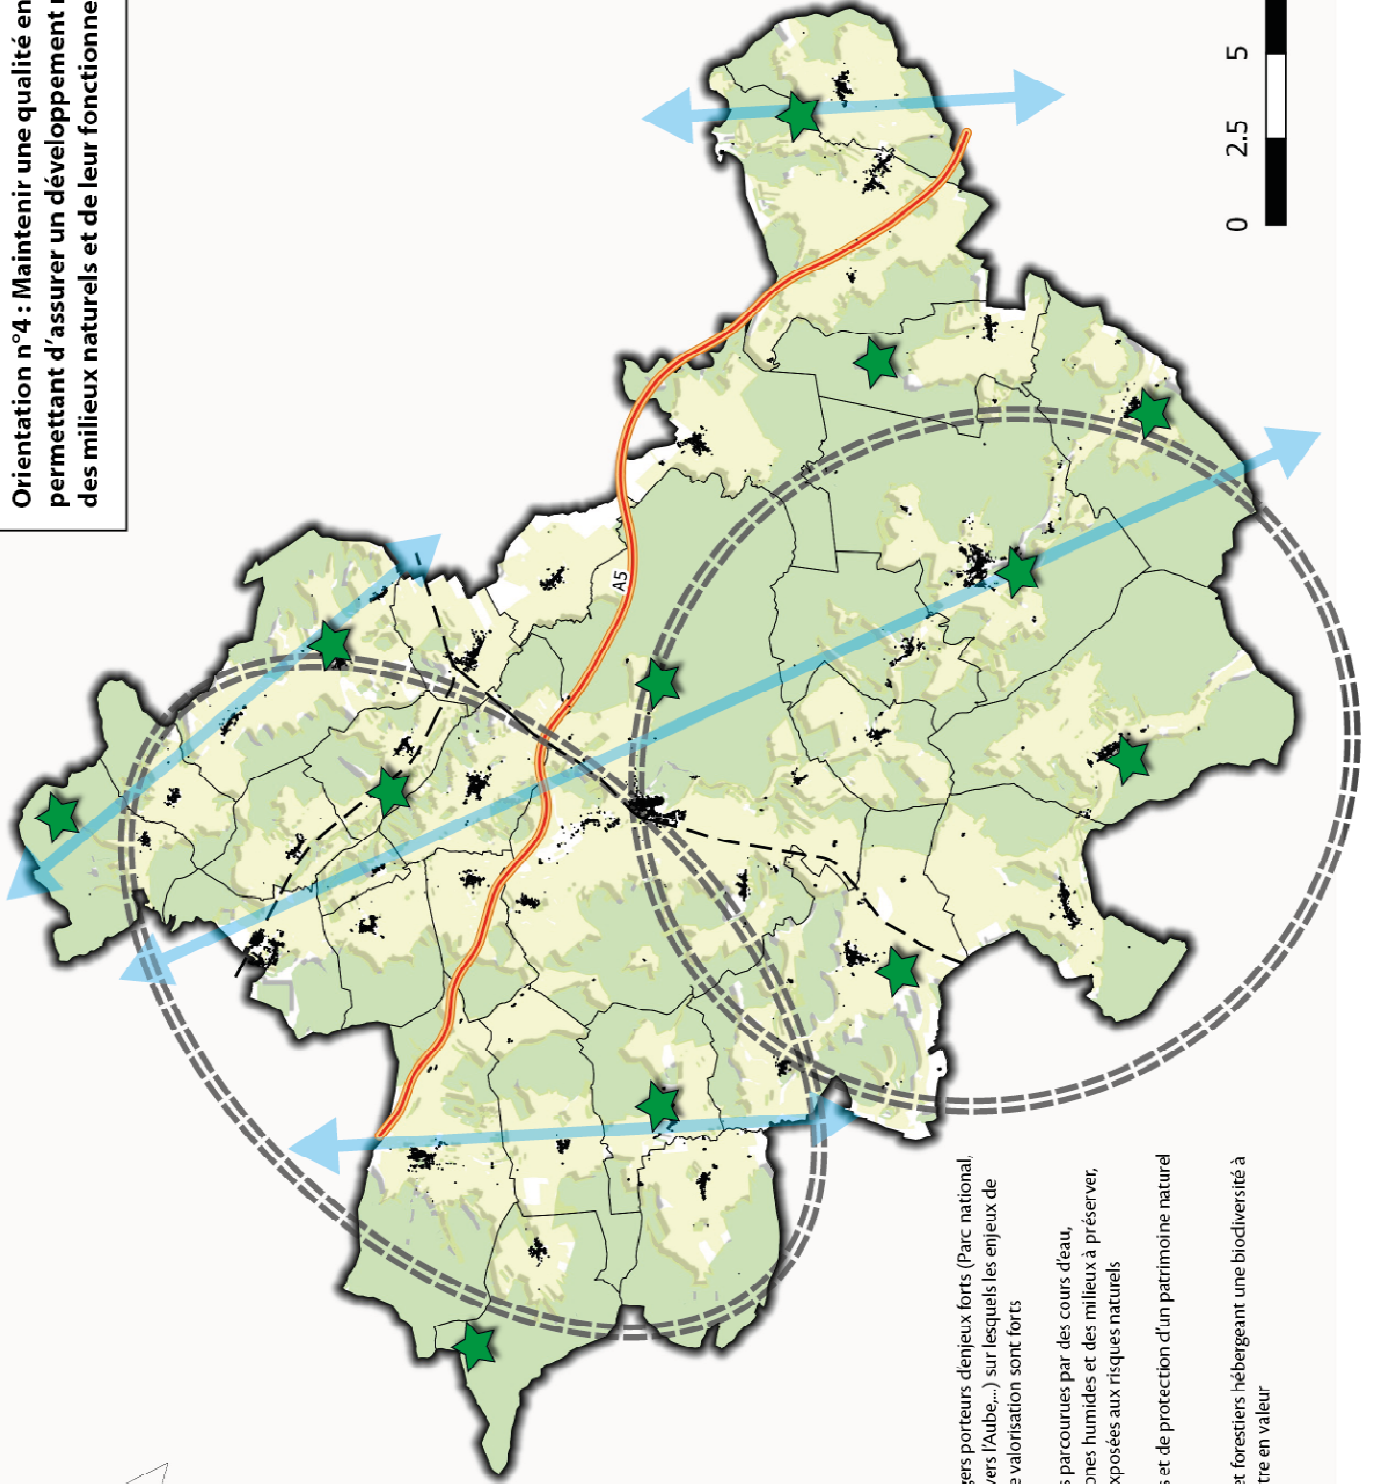 Orientation n°4 : Maintenir une qualité en
permettant d'assurer un développement
des milieux naturels et de leur fonctionne
0 2.5 5
A5
gers porteurs d'enjeux forts (Parc national,
vers l'Aube,...) sur lesquels les enjeux de
e valorisation sont forts
s parcourues par des cours d'eau,
ones humides et des milieux à préserver,
xposées aux risques naturels
s et de protection d'un patrimoine naturel
et forestiers hébergeant une biodiversité à
tre en valeur